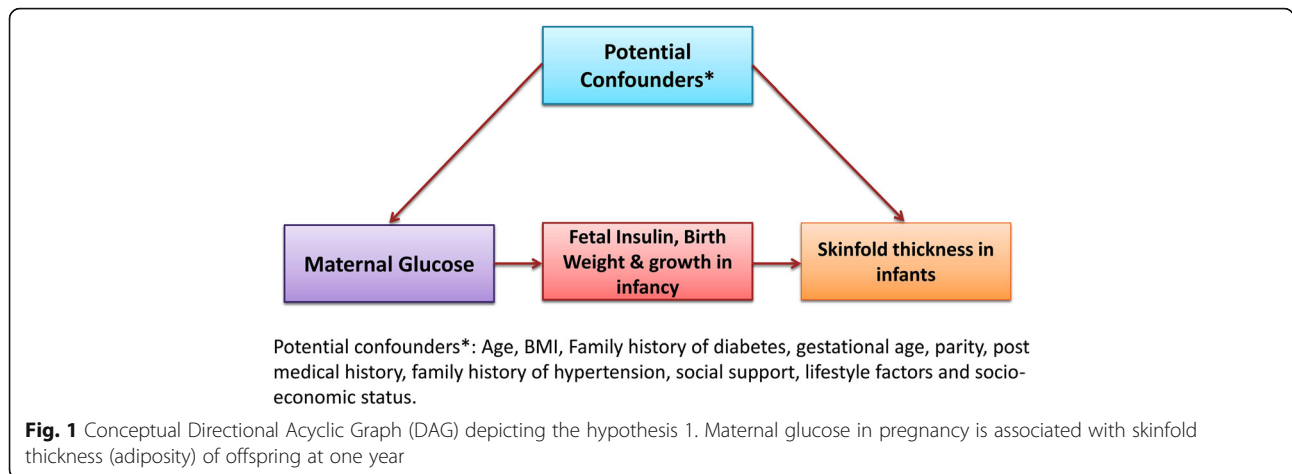 Potential
Confounders*
Maternal Glucose
Fetal Insulin, Birth
Weight & growth in
infancy
Skinfold thickness in
infants
Potential confounders*: Age, BMI, Family history of diabetes, gestational age, parity, post
medical history, family history of hypertension, social support, lifestyle factors and socio-
economic status.
Fig. 1 Conceptual Directional Acyclic Graph (DAG) depicting the hypothesis 1. Maternal glucose in pregnancy is associated with skinfold
thickness (adiposity) of offspring at one year